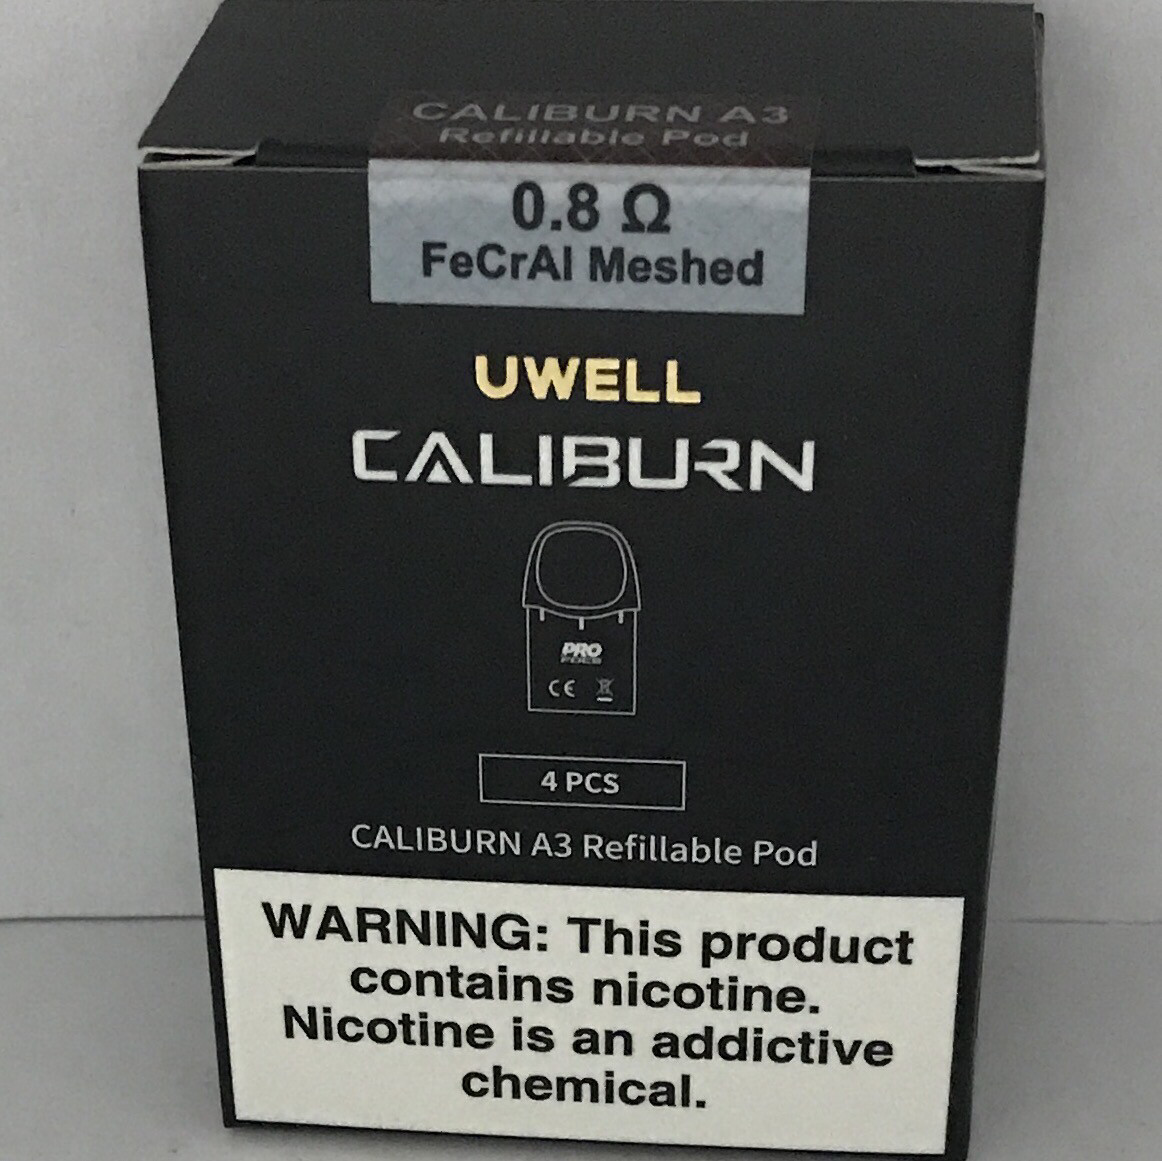 CALIBURN A3
Refillable Pod
0.8 Ω
FeCrAl Meshed
UWELL
CALIBURN
PRO
PODS
CE
4 PCS
CALIBURN A3 Refillable Pod
WARNING: This product
contains nicotine.
Nicotine is an addictive
chemical.